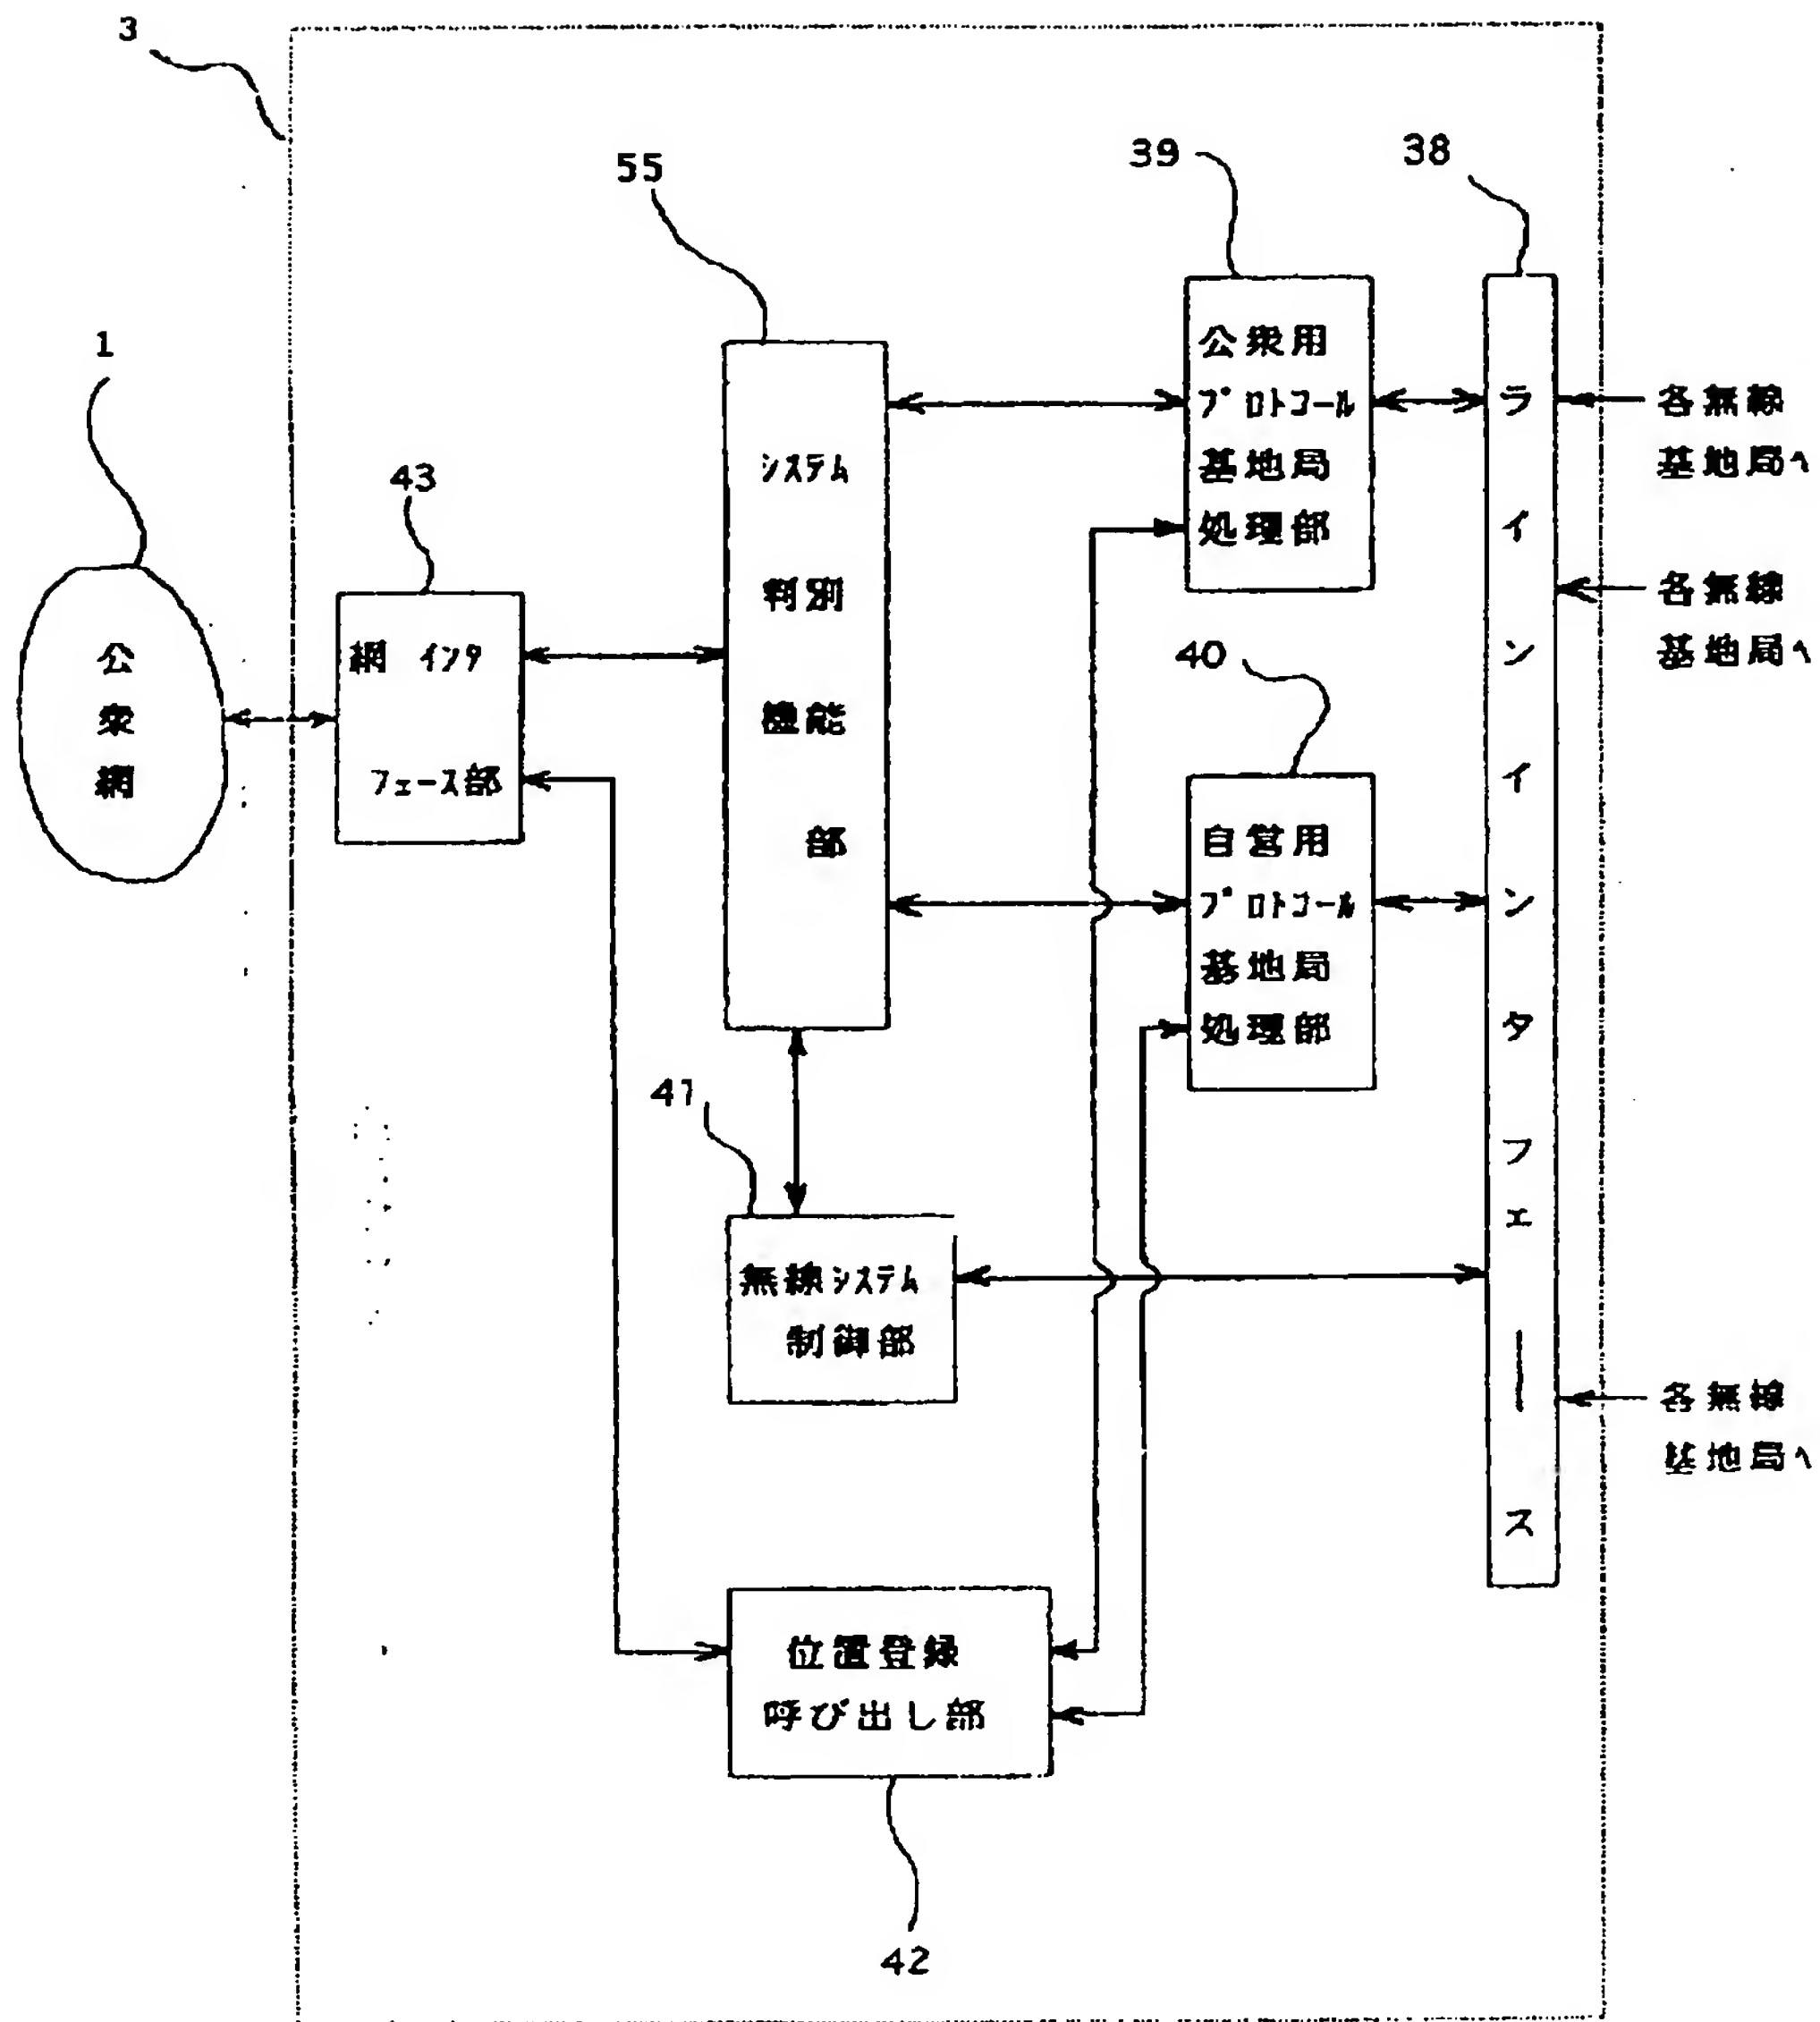 3
55
39
38
1
43
公衆網
網 インタ
フェース部
システム
判別
機能
部
公衆用
プロトコール
基地局
処理部
ラインインタフェース
各無線
基地局へ
各無線
基地局へ
40
自営用
プロトコール
基地局
処理部
41
無線システム
制御部
各無線
基地局へ
位置登録
呼び出し部
42